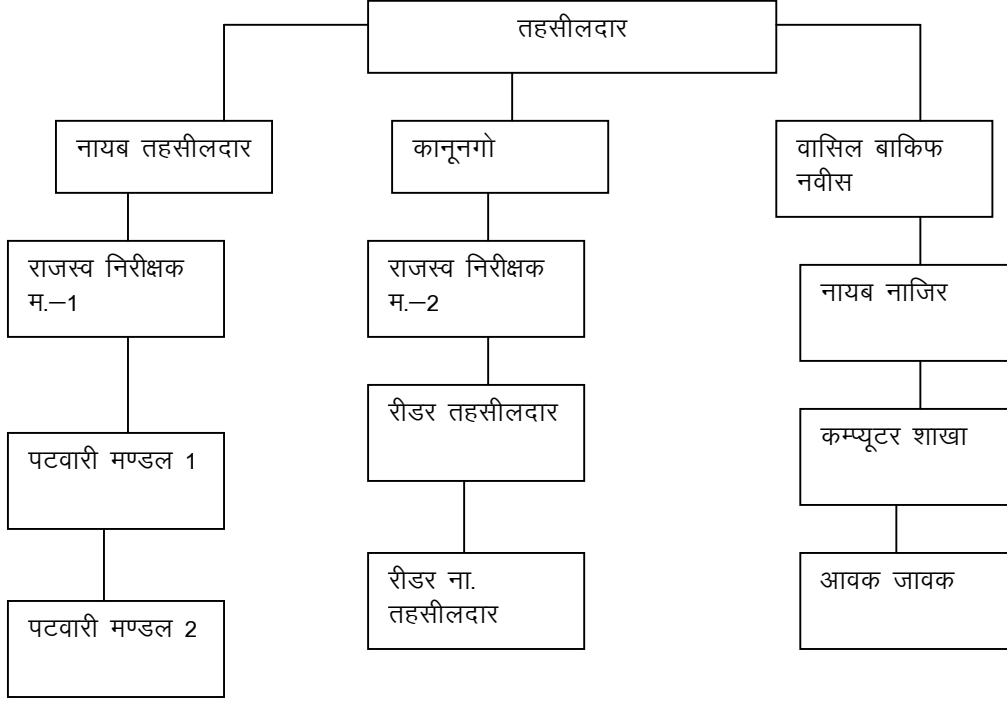 तहसीलदार
नायब तहसीलदार
कानूनगो
वासिल बाकिफ
नवीस
राजस्व निरीक्षक
म.–1
राजस्व निरीक्षक
म.–2
नायब नाजिर
रीडर तहसीलदार
कम्प्यूटर शाखा
पटवारी मण्डल 1
रीडर ना.
तहसीलदार
आवक जावक
पटवारी मण्डल 2